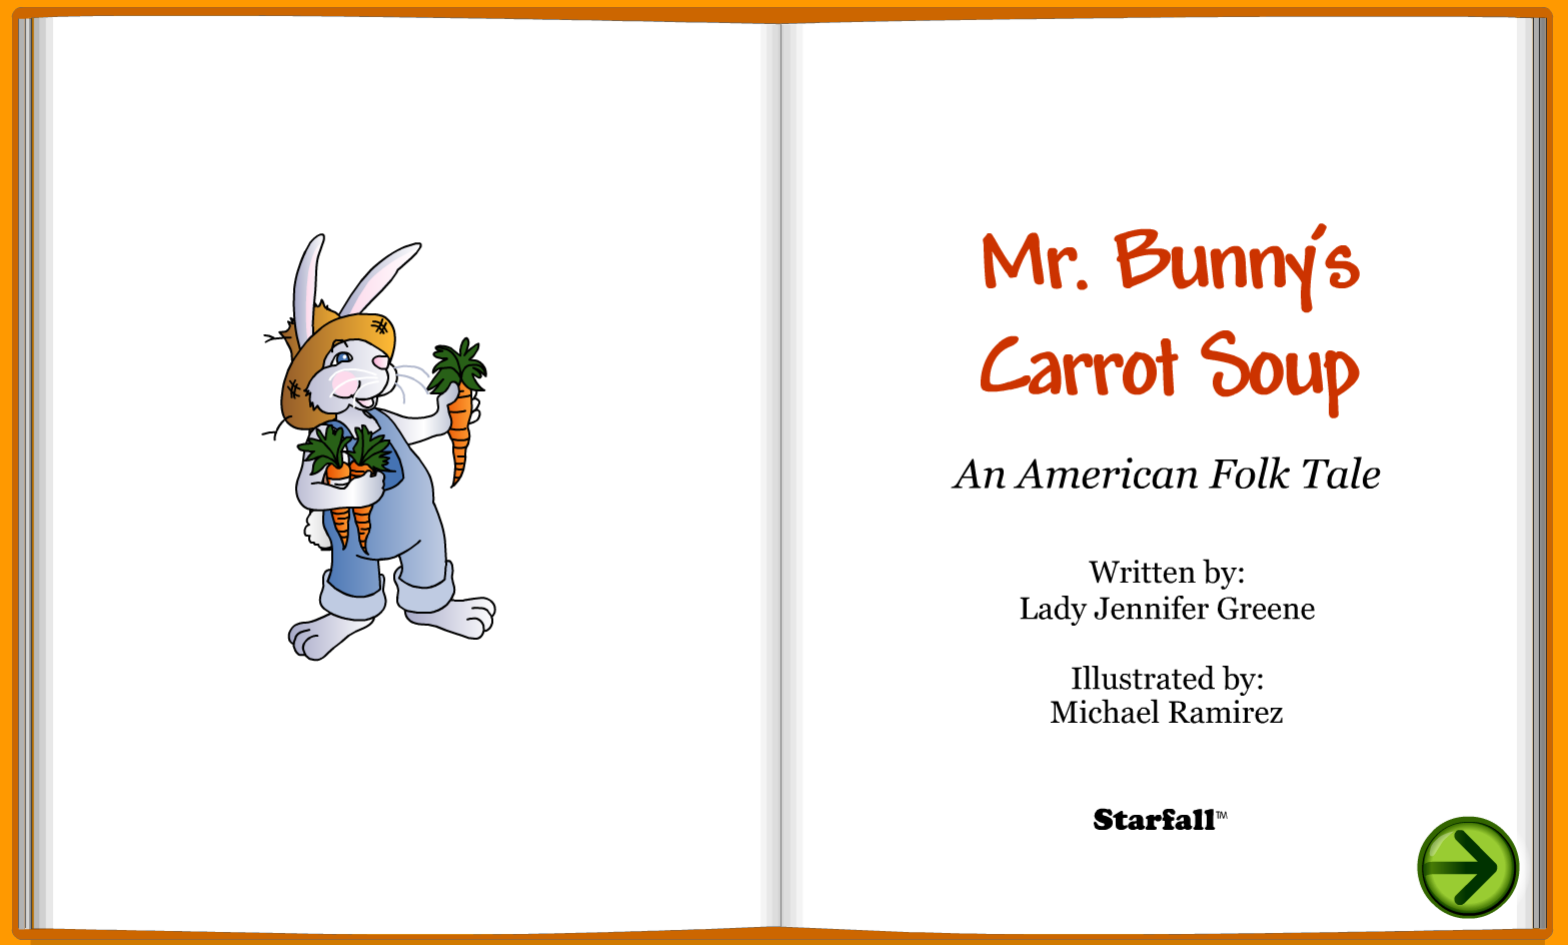 Mr. Bunny's
Carrot Soup
An American Folk Tale
Written by:
Lady Jennifer Greene
Illustrated by:
Michael Ramirez
Starfall™